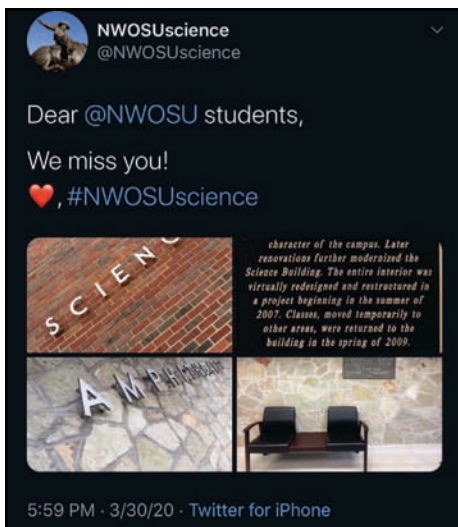 NWOSUscience
@NWOSUscience
Dear @NWOSU students,
We miss you!
❤️, #NWOSUscience
SCIENC
character of the campus. Later
renovations further modernized the
Science Building. The entire interior was
virtually redesigned and restructured in
a project beginning in the summer of
2007. Classes, moved temporarily to
other areas, were returned to the
building in the spring of 2009.
5:59 PM · 3/30/20 · Twitter for iPhone